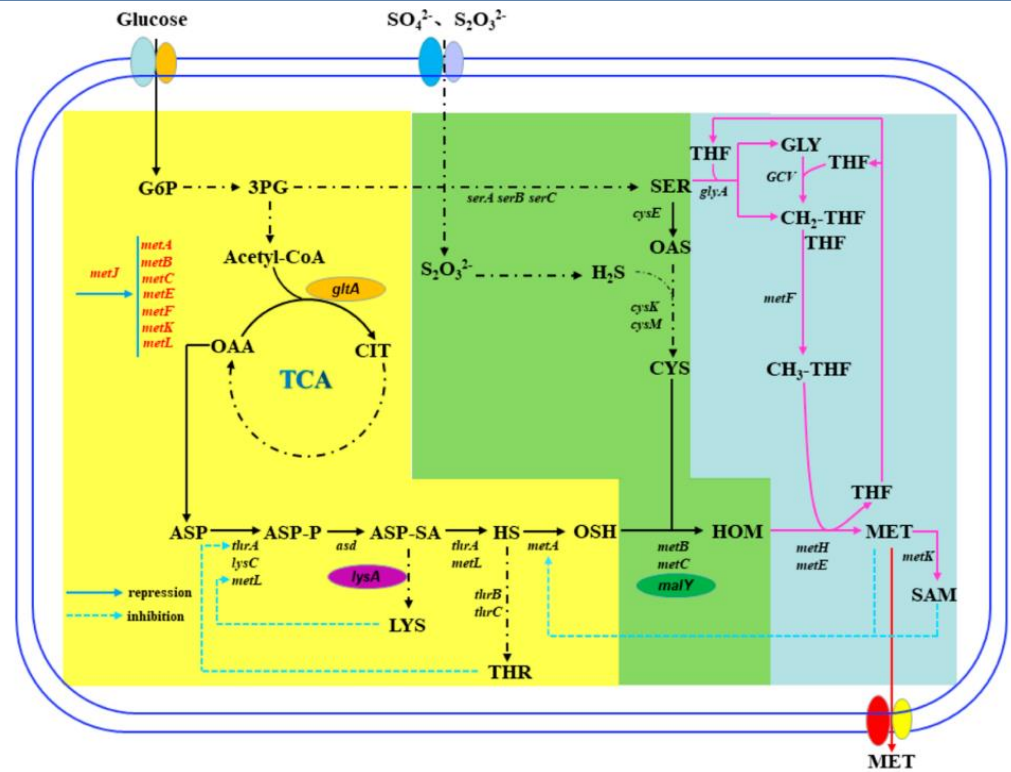 Glucose
SO₄²⁻、S₂O₃²⁻
G6P
3PG
serA serB serC
SER
THF
glyA
GLY
GCV
THF
CH₂-THF
THF
cysE
OAS
Acetyl-CoA
S₂O₃²⁻
H₂S
gltA
metJ
metA
metB
metC
metE
metF
metK
metL
cysK
cysM
metF
OAA
CIT
TCA
CYS
CH₃-THF
THF
ASP
ASP-P
ASP-SA
HS
OSH
HOM
MET
thrA
lysC
metL
asd
thrA
metL
metA
metB
metC
metH
metE
metK
lysA
malY
thrB
thrC
SAM
repression
inhibition
LYS
THR
MET